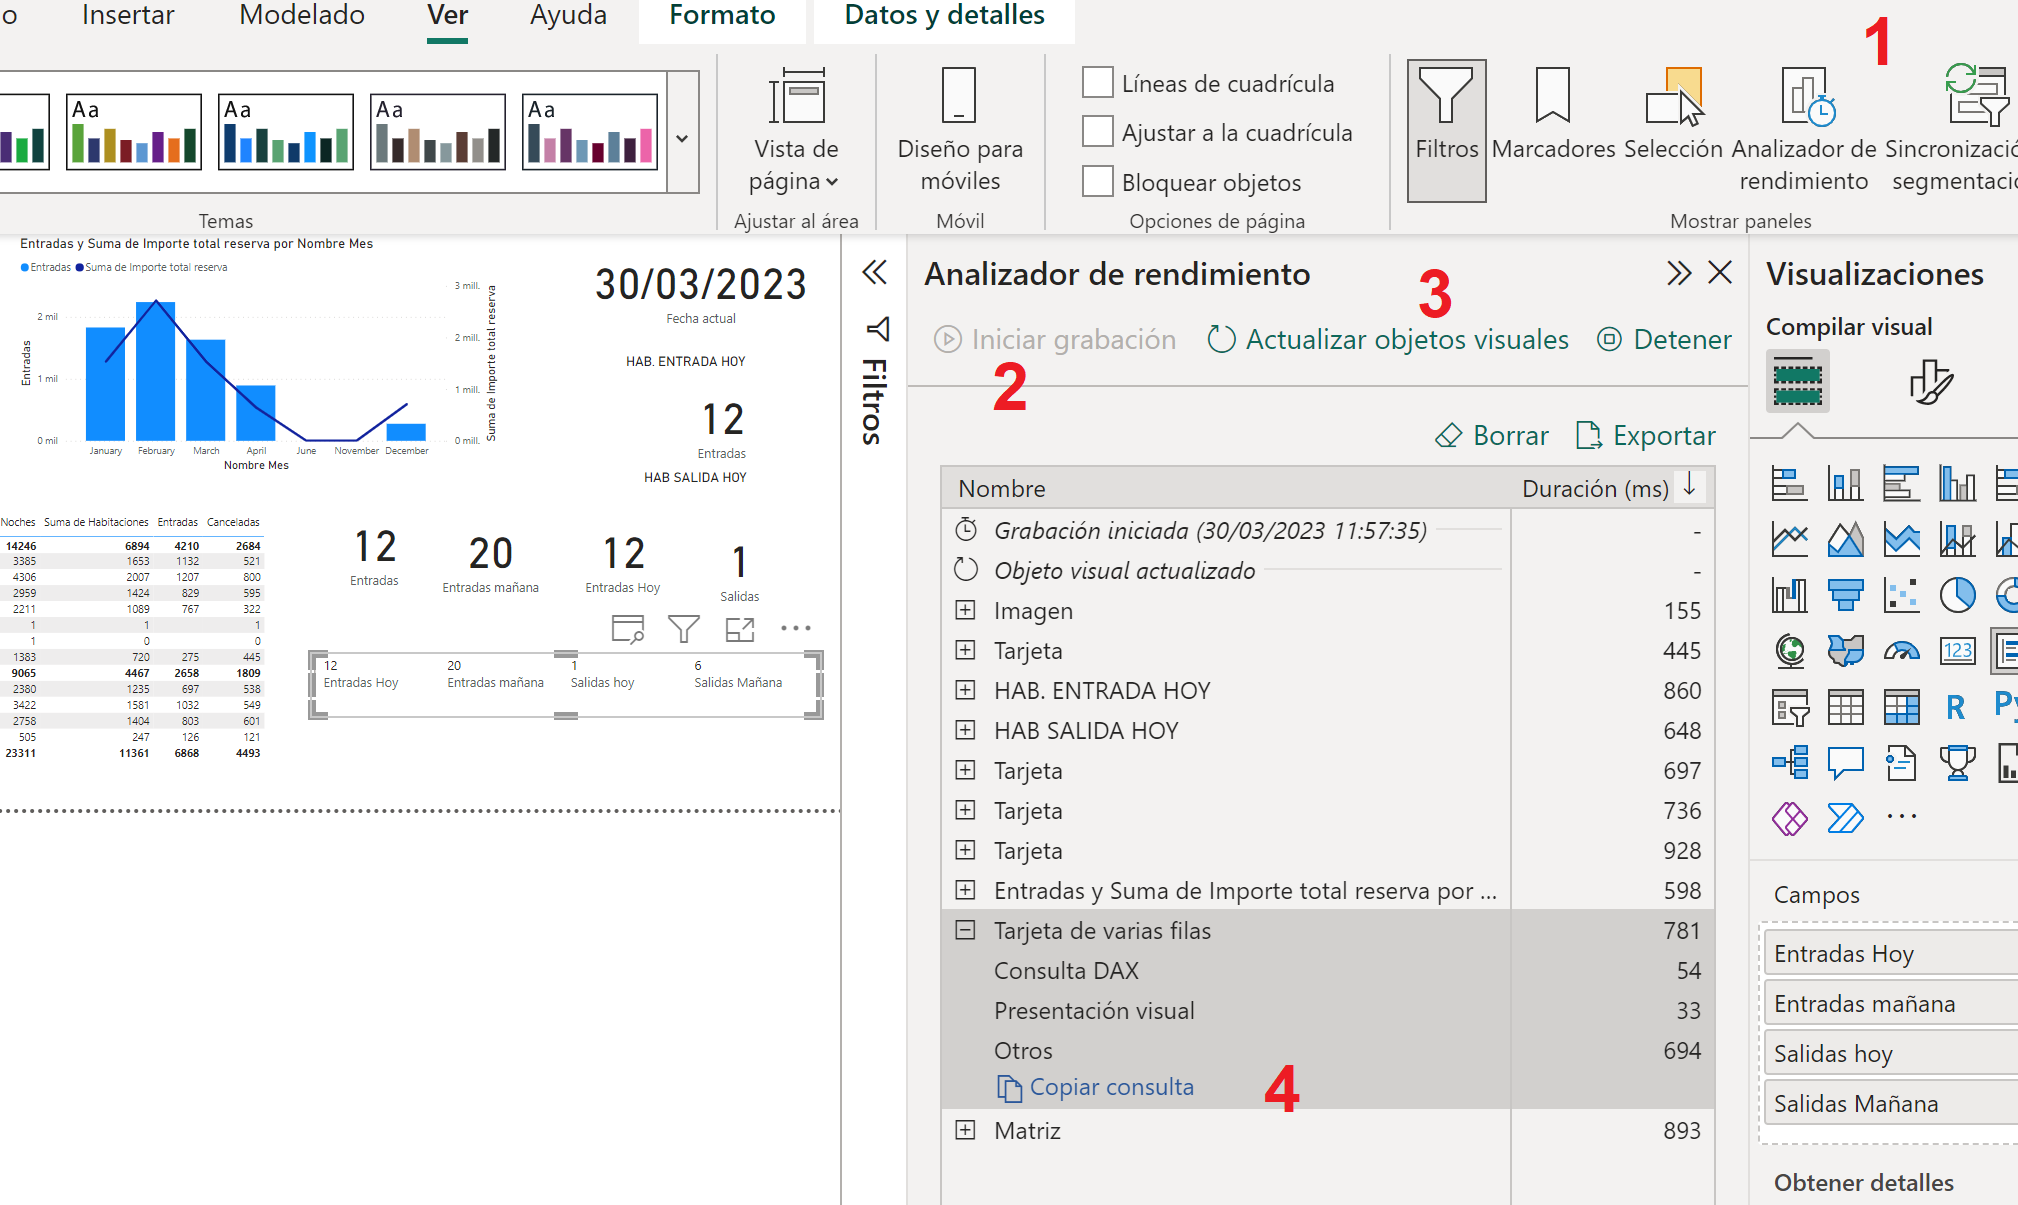 o Insertar Modelado Ver Ayuda Formato Datos y detalles
1
Aa Aa Aa Aa
Vista de
página
Diseño para
móviles
Líneas de cuadrícula
Ajustar a la cuadrícula
Bloquear objetos
Filtros
Marcadores
Selección
Analizador de
rendimiento
Sincronizació
segmentació
Temas Ajustar al área Móvil Opciones de página Mostrar paneles
Entradas y Suma de Importe total reserva por Nombre Mes
Entradas Suma de Importe total reserva
2 mil
1 mil
0 mil
Entradas
3 mill.
2 mill.
1 mill.
0 mill.
Suma de Importe total reserva
January February March April June November December
Nombre Mes
30/03/2023
Fecha actual
HAB. ENTRADA HOY
12
Entradas
HAB SALIDA HOY
Noches Suma de Habitaciones Entradas Canceladas
14246 6894 4210 2684
3385 1653 1132 521
4306 2007 1207 800
2959 1424 829 595
2211 1089 767 322
1 1 1
1 0 0
1383 720 275 445
9065 4467 2658 1809
2380 1235 697 538
3422 1581 1032 549
2758 1404 803 601
505 247 126 121
23311 11361 6868 4493
12
Entradas
20
Entradas mañana
12
Entradas Hoy
1
Salidas
12
Entradas Hoy
20
Entradas mañana
1
Salidas hoy
6
Salidas Mañana
Filtros
Analizador de rendimiento
3
Iniciar grabación Actualizar objetos visuales Detener
2
Borrar Exportar
Nombre Duración (ms)
Grabación iniciada (30/03/2023 11:57:35) -
Objeto visual actualizado -
Imagen 155
Tarjeta 445
HAB. ENTRADA HOY 860
HAB SALIDA HOY 648
Tarjeta 697
Tarjeta 736
Tarjeta 928
Entradas y Suma de Importe total reserva por ... 598
Tarjeta de varias filas 781
Consulta DAX 54
Presentación visual 33
Otros 694
Copiar consulta
4
Matriz 893
Visualizaciones
Compilar visual
123
R Py
...
Campos
Entradas Hoy
Entradas mañana
Salidas hoy
Salidas Mañana
Obtener detalles